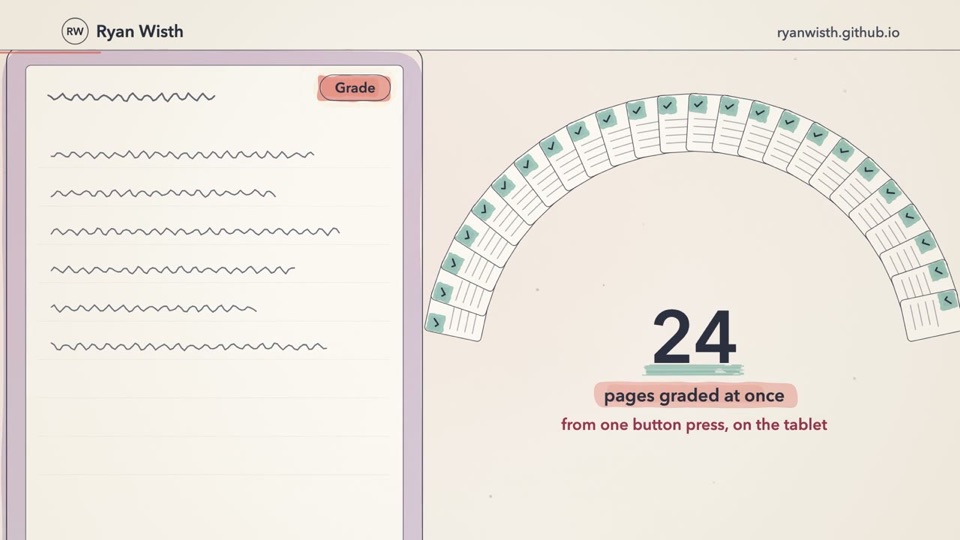 RW Ryan Wisth
ryanwisth.github.io
Grade
24
pages graded at once
from one button press, on the tablet